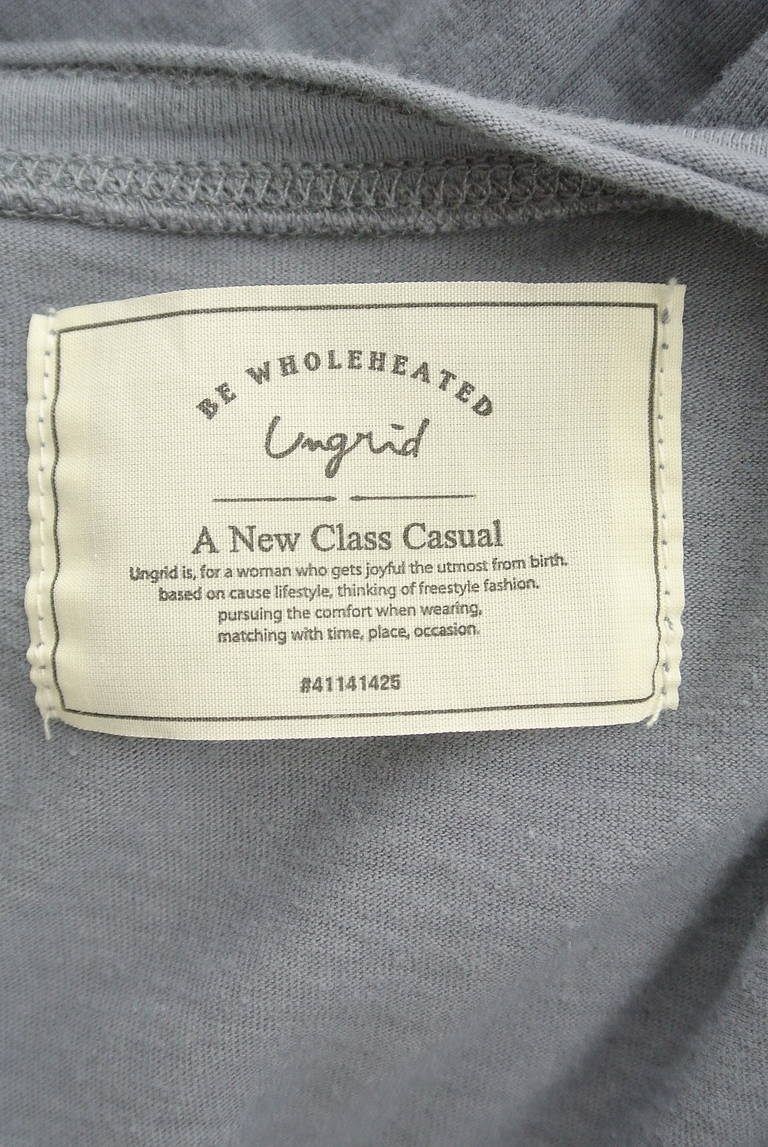 BE WHOLEHEATED
Ungrid
A New Class Casual
Ungrid is, for a woman who gets joyful the utmost from birth.
based on cause lifestyle, thinking of freestyle fashion.
pursuing the comfort when wearing,
matching with time, place, occasion.
#41141425